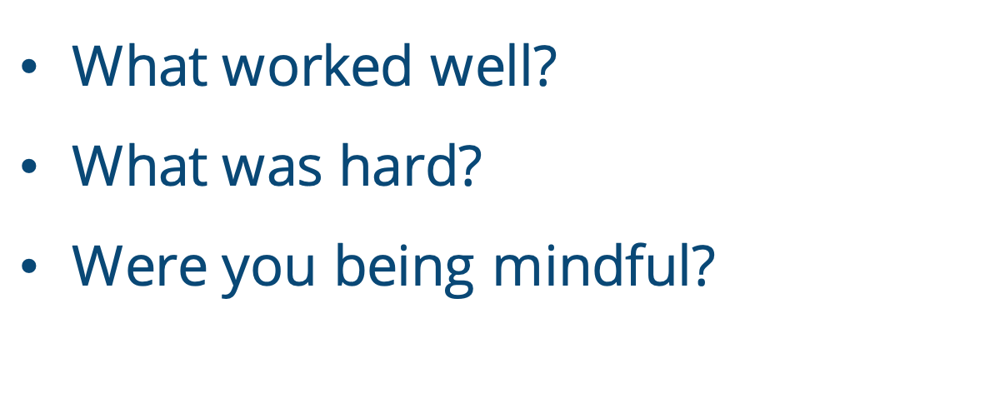 • What worked well?
• What was hard?
• Were you being mindful?